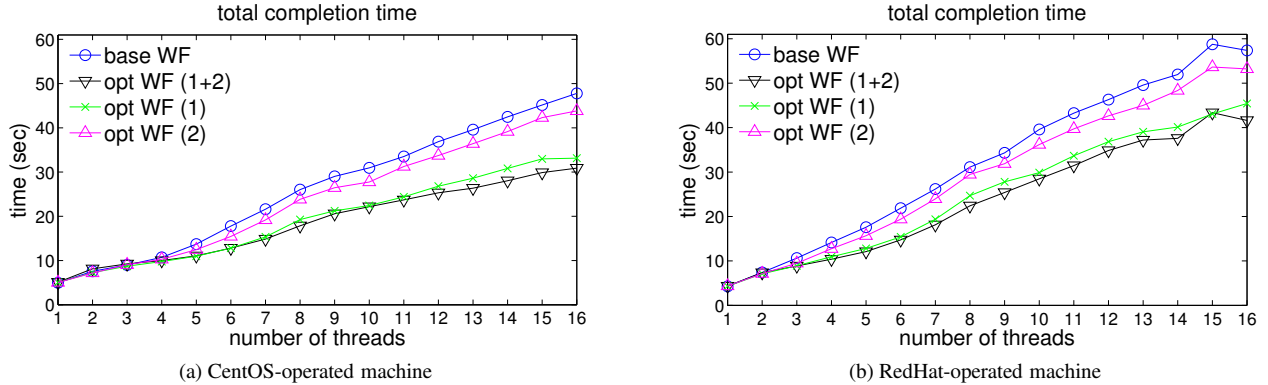 total completion time
60
50
40
30
20
10
0
time (sec)
base WF
opt WF (1+2)
opt WF (1)
opt WF (2)
1 2 3 4 5 6 7 8 9 10 11 12 13 14 15 16
number of threads
(a) CentOS-operated machine
total completion time
60
50
40
30
20
10
0
time (sec)
base WF
opt WF (1+2)
opt WF (1)
opt WF (2)
1 2 3 4 5 6 7 8 9 10 11 12 13 14 15 16
number of threads
(b) RedHat-operated machine